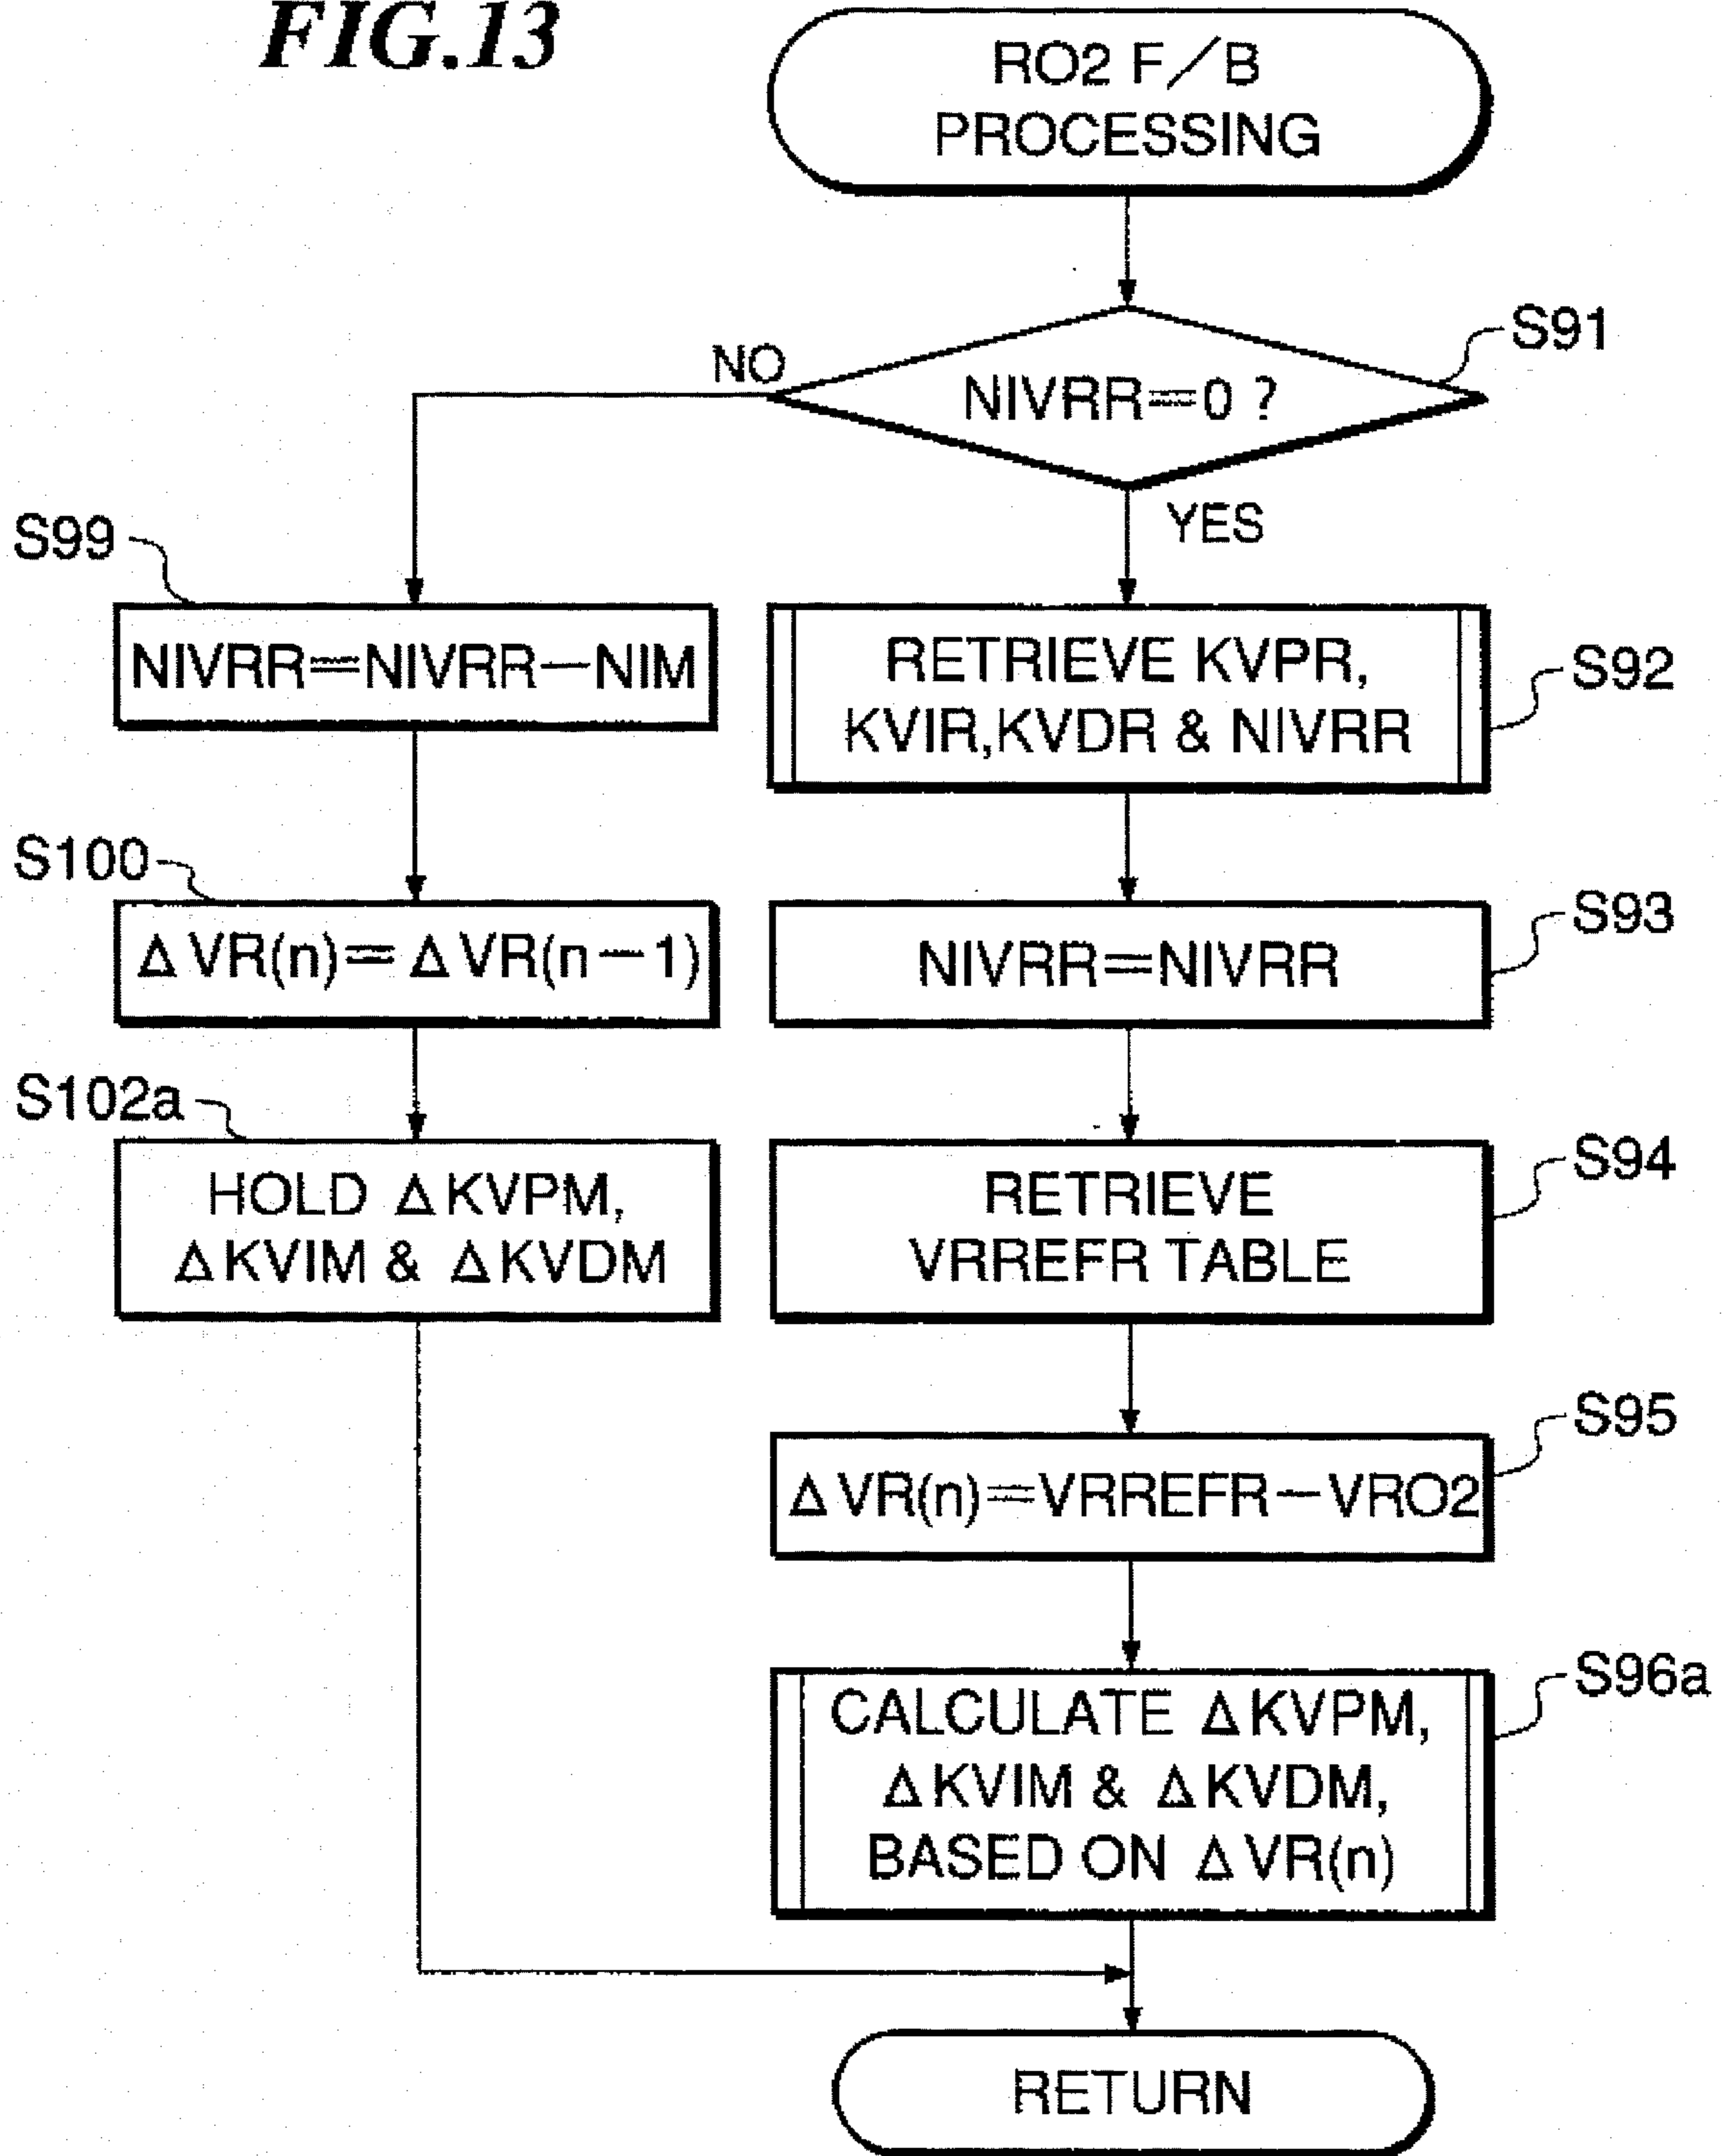 FIG.13
RO2 F/B
PROCESSING
S91
NO
NIVRR=0 ?
YES
S99
NIVRR=NIVRR-NIM
RETRIEVE KVPR,
KVIR,KVDR & NIVRR
S92
S100
ΔVR(n)=ΔVR(n-1)
NIVRR=NIVRR
S93
S102a
HOLD ΔKVPM,
ΔKVIM & ΔKVDM
RETRIEVE
VRREFR TABLE
S94
ΔVR(n)=VRREFR-VRO2
S95
CALCULATE ΔKVPM,
ΔKVIM & ΔKVDM,
BASED ON ΔVR(n)
S96a
RETURN